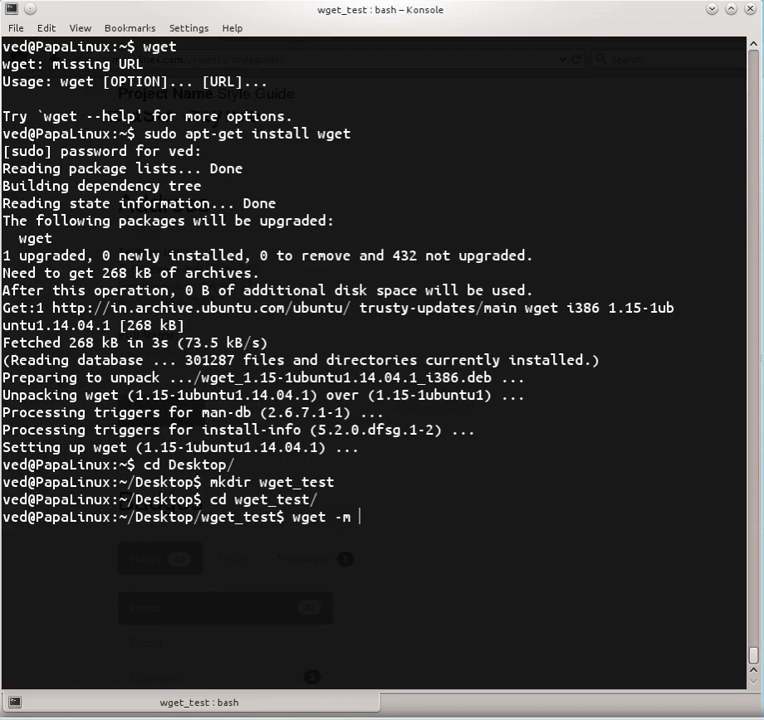 wget_test : bash – Konsole
File Edit View Bookmarks Settings Help
ved@PapaLinux:~$ wget
wget: missing URL
Usage: wget [OPTION]... [URL]...
Search
Project Name Style Guide
Try `wget --help' for more options.
ved@PapaLinux:~$ sudo apt-get install wget
[sudo] password for ved:
Reading package lists... Done
Building dependency tree
Reading state information... Done
The following packages will be upgraded:
wget
1 upgraded, 0 newly installed, 0 to remove and 432 not upgraded.
Need to get 268 kB of archives.
After this operation, 0 B of additional disk space will be used.
Get:1 http://in.archive.ubuntu.com/ubuntu/ trusty-updates/main wget i386 1.15-1ub
untu1.14.04.1 [268 kB]
Fetched 268 kB in 3s (73.5 kB/s)
(Reading database ... 301287 files and directories currently installed.)
Preparing to unpack .../wget_1.15-1ubuntu1.14.04.1_i386.deb ...
Unpacking wget (1.15-1ubuntu1.14.04.1) over (1.15-1ubuntu1) ...
Processing triggers for man-db (2.6.7.1-1) ...
Processing triggers for install-info (5.2.0.dfsg.1-2) ...
Setting up wget (1.15-1ubuntu1.14.04.1) ...
ved@PapaLinux:~$ cd Desktop/
ved@PapaLinux:~/Desktop$ mkdir wget_test
ved@PapaLinux:~/Desktop$ cd wget_test/
ved@PapaLinux:~/Desktop/wget_test$ wget -m
wget_test : bash